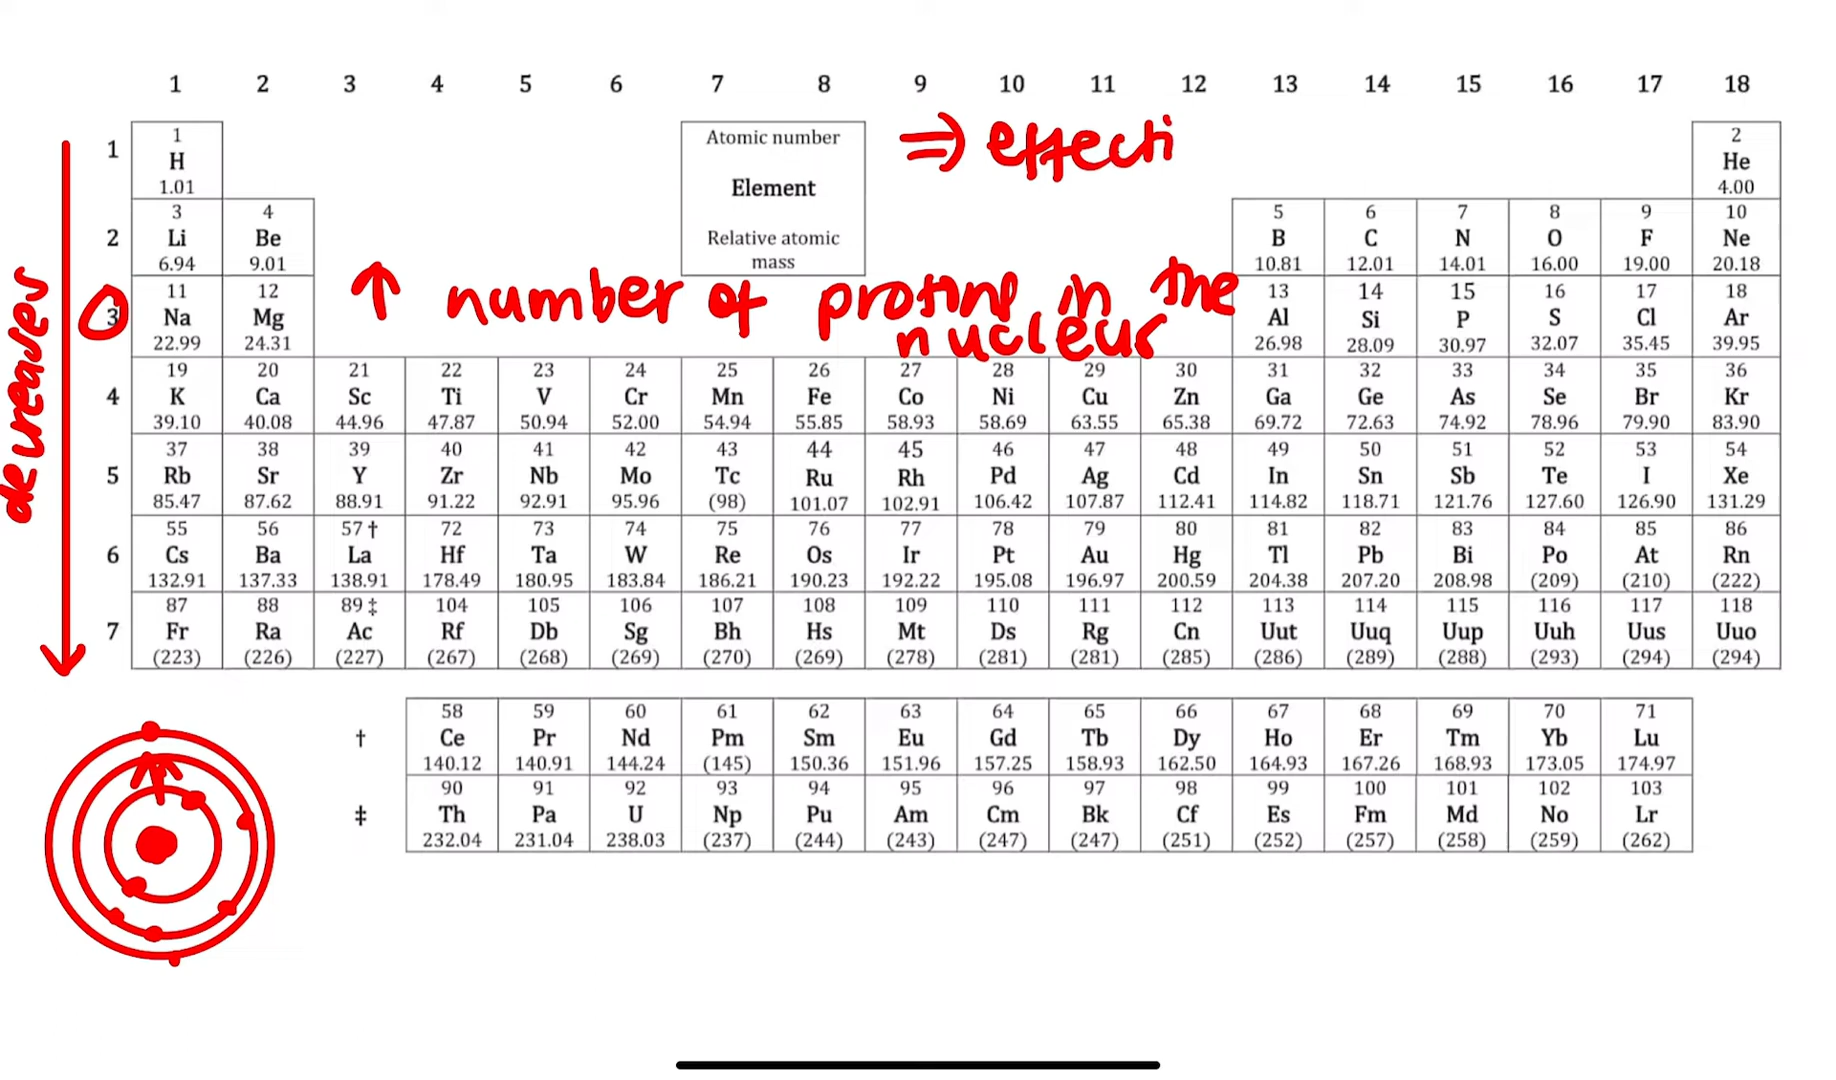 1 2 3 4 5 6 7 8 9 10 11 12 13 14 15 16 17 18
1 1 Atomic number ⇒ effecti 2
H Element He
1.01 4.00
2 3 4 Relative atomic 5 6 7 8 9 10
Li Be mass B C N O F Ne
6.94 9.01 10.81 12.01 14.01 16.00 19.00 20.18
decreases
↑ number of protins in the
nucleus
3 11 12 13 14 15 16 17 18
Na Mg Al Si P S Cl Ar
22.99 24.31 26.98 28.09 30.97 32.07 35.45 39.95
19 20 21 22 23 24 25 26 27 28 29 30 31 32 33 34 35 36
4 K Ca Sc Ti V Cr Mn Fe Co Ni Cu Zn Ga Ge As Se Br Kr
39.10 40.08 44.96 47.87 50.94 52.00 54.94 55.85 58.93 58.69 63.55 65.38 69.72 72.63 74.92 78.96 79.90 83.90
37 38 39 40 41 42 43 44 45 46 47 48 49 50 51 52 53 54
5 Rb Sr Y Zr Nb Mo Tc Ru Rh Pd Ag Cd In Sn Sb Te I Xe
85.47 87.62 88.91 91.22 92.91 95.96 (98) 101.07 102.91 106.42 107.87 112.41 114.82 118.71 121.76 127.60 126.90 131.29
55 56 57 † 72 73 74 75 76 77 78 79 80 81 82 83 84 85 86
6 Cs Ba La Hf Ta W Re Os Ir Pt Au Hg Tl Pb Bi Po At Rn
132.91 137.33 138.91 178.49 180.95 183.84 186.21 190.23 192.22 195.08 196.97 200.59 204.38 207.20 208.98 (209) (210) (222)
87 88 89 ‡ 104 105 106 107 108 109 110 111 112 113 114 115 116 117 118
7 Fr Ra Ac Rf Db Sg Bh Hs Mt Ds Rg Cn Uut Uuq Uup Uuh Uus Uuo
(223) (226) (227) (267) (268) (269) (270) (269) (278) (281) (281) (285) (286) (289) (288) (293) (294) (294)
58 59 60 61 62 63 64 65 66 67 68 69 70 71
† Ce Pr Nd Pm Sm Eu Gd Tb Dy Ho Er Tm Yb Lu
140.12 140.91 144.24 (145) 150.36 151.96 157.25 158.93 162.50 164.93 167.26 168.93 173.05 174.97
90 91 92 93 94 95 96 97 98 99 100 101 102 103
‡ Th Pa U Np Pu Am Cm Bk Cf Es Fm Md No Lr
232.04 231.04 238.03 (237) (244) (243) (247) (247) (251) (252) (257) (258) (259) (262)